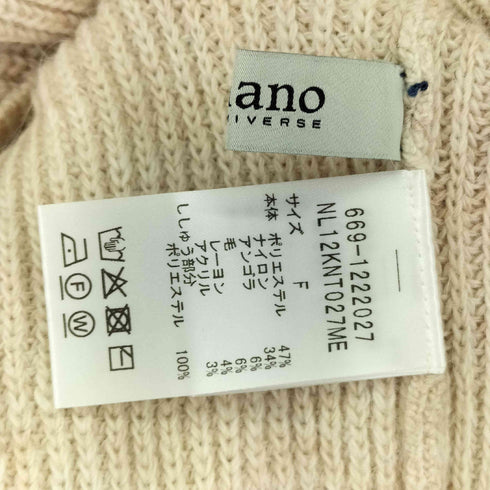 ano
IVERSE
669-1222027
NL12KNT027ME
サイズ F
本体 ポリエステル 47%
ナイロン 34%
アンゴラ 6%
毛 6%
レーヨン 4%
アクリル 3%
ししゅう部分
ポリエステル 100%
F
W